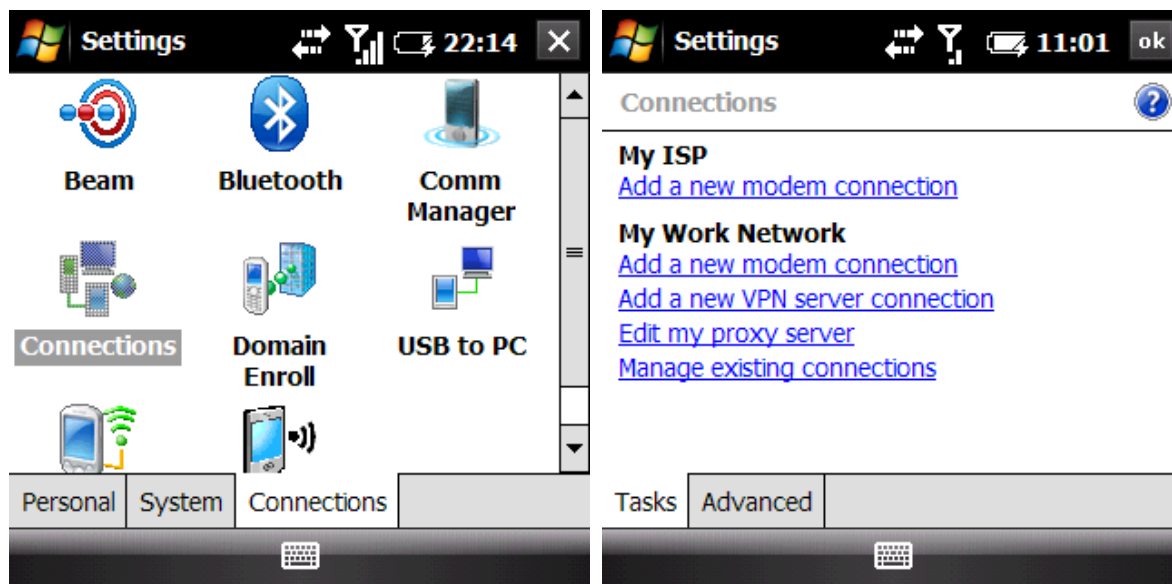 Settings 22:14
Beam Bluetooth Comm Manager
Connections Domain Enroll USB to PC
Personal System Connections
Settings 11:01 ok
Connections ?
My ISP
Add a new modem connection
My Work Network
Add a new modem connection
Add a new VPN server connection
Edit my proxy server
Manage existing connections
Tasks Advanced